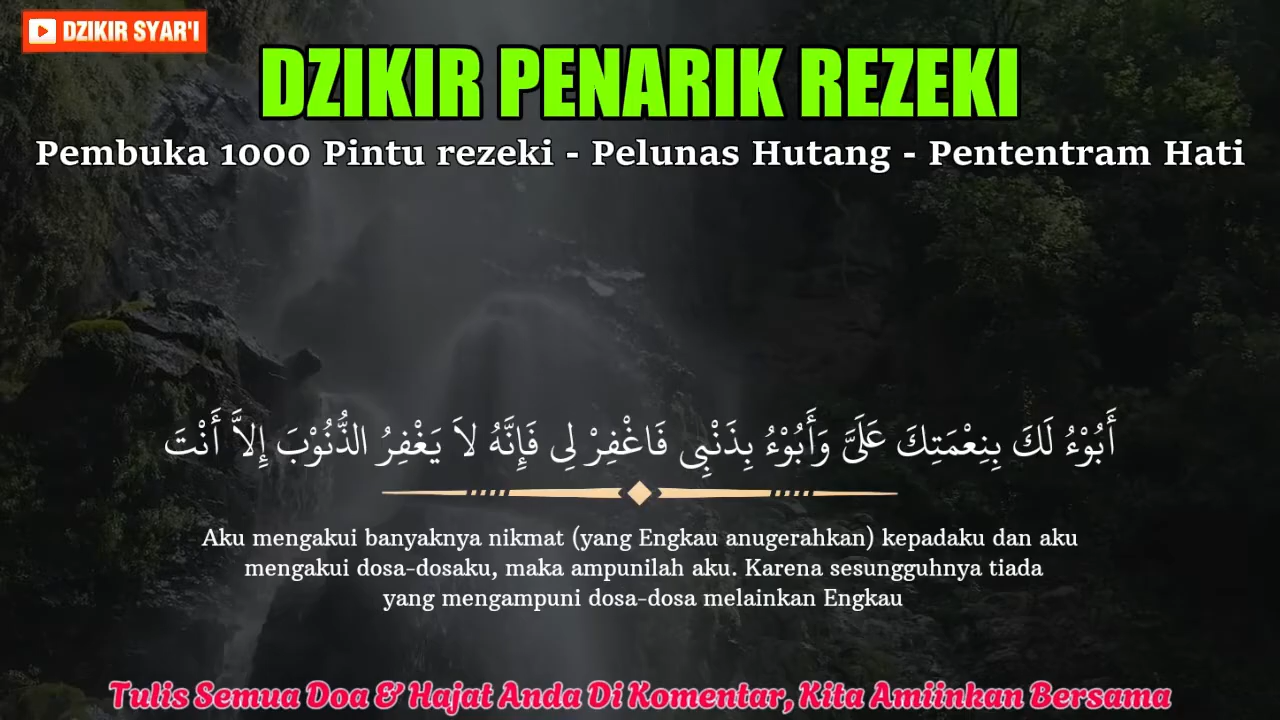 DZIKIR SYAR'I
DZIKIR PENARIK REZEKI
Pembuka 1000 Pintu rezeki - Pelunas Hutang - Pententram Hati
أَبُوْءُ لَكَ بِنِعْمَتِكَ عَلَيَّ وَأَبُوْءُ بِذَنْبِي فَاغْفِرْ لِي فَإِنَّهُ لاَ يَغْفِرُ الذُّنُوْبَ إِلاَّ أَنْتَ
Aku mengakui banyaknya nikmat (yang Engkau anugerahkan) kepadaku dan aku
mengakui dosa-dosaku, maka ampunilah aku. Karena sesungguhnya tiada
yang mengampuni dosa-dosa melainkan Engkau
Tulis Semua Doa & Hajat Anda Di Komentar, Kita Amiinkan Bersama